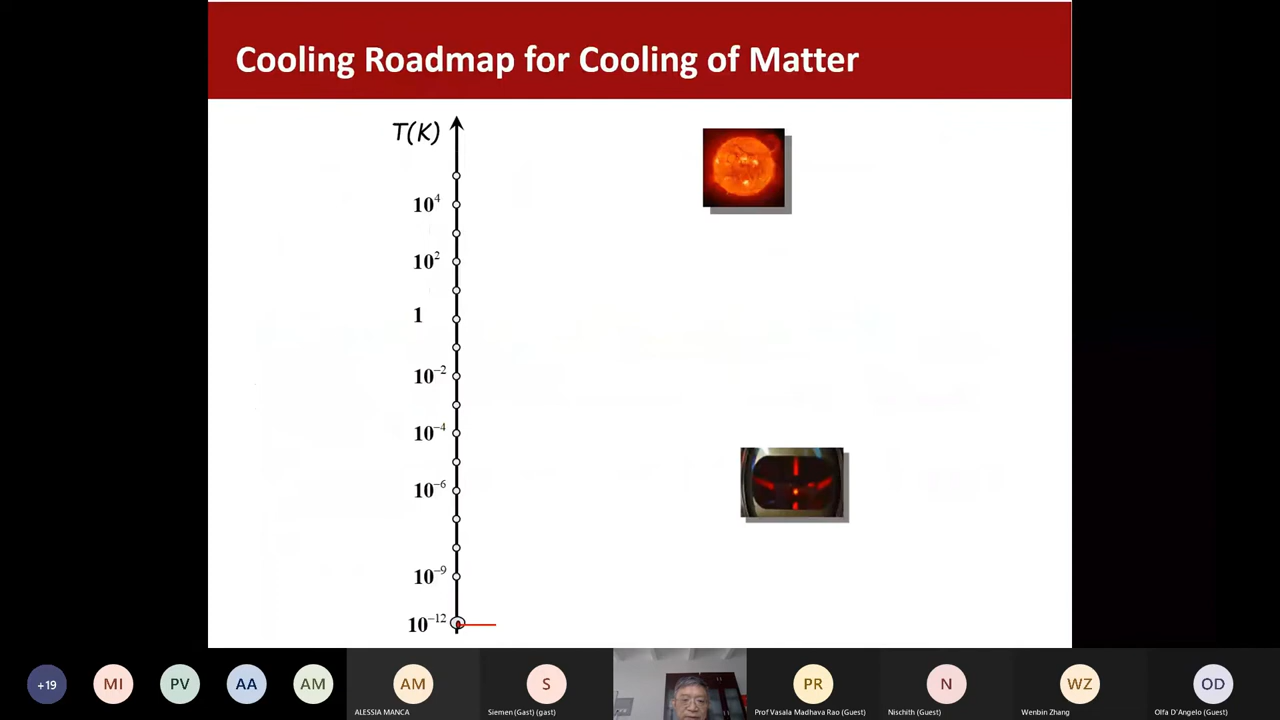 Cooling Roadmap for Cooling of Matter
T(K)
10⁴
10²
1
10⁻²
10⁻⁴
10⁻⁶
10⁻⁹
10⁻¹²
+19
MI
PV
AA
AM
AM
S
PR
N
WZ
OD
ALESSIA MANCA
Siemen (Gast) (gast)
Prof Vasala Madhava Rao (Guest)
Nischith (Guest)
Wenbin Zhang
Olfa D'Angelo (Guest)